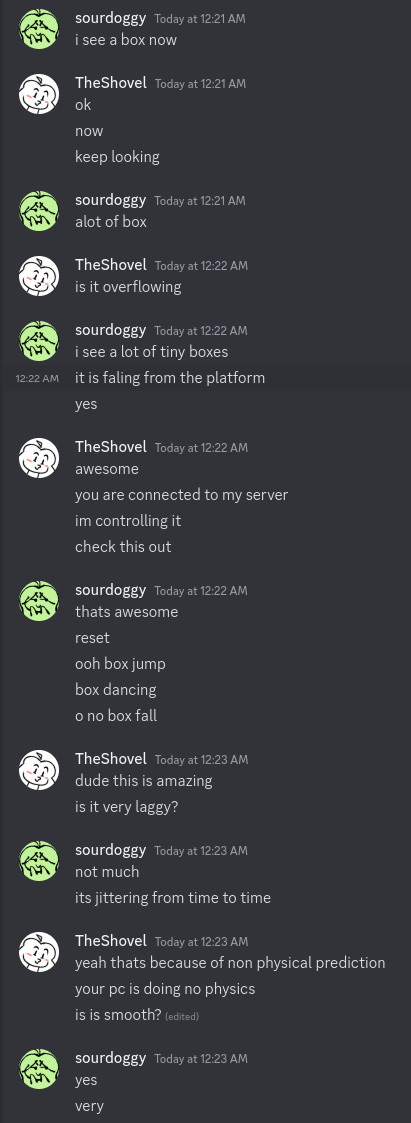 sourdoggy Today at 12:21 AM
i see a box now
TheShovel Today at 12:21 AM
ok
now
keep looking
sourdoggy Today at 12:21 AM
alot of box
TheShovel Today at 12:22 AM
is it overflowing
sourdoggy Today at 12:22 AM
i see a lot of tiny boxes
12:22 AM it is faling from the platform
yes
TheShovel Today at 12:22 AM
awesome
you are connected to my server
im controlling it
check this out
sourdoggy Today at 12:22 AM
thats awesome
reset
ooh box jump
box dancing
o no box fall
TheShovel Today at 12:23 AM
dude this is amazing
is it very laggy?
sourdoggy Today at 12:23 AM
not much
its jittering from time to time
TheShovel Today at 12:23 AM
yeah thats because of non physical prediction
your pc is doing no physics
is is smooth? (edited)
sourdoggy Today at 12:23 AM
yes
very